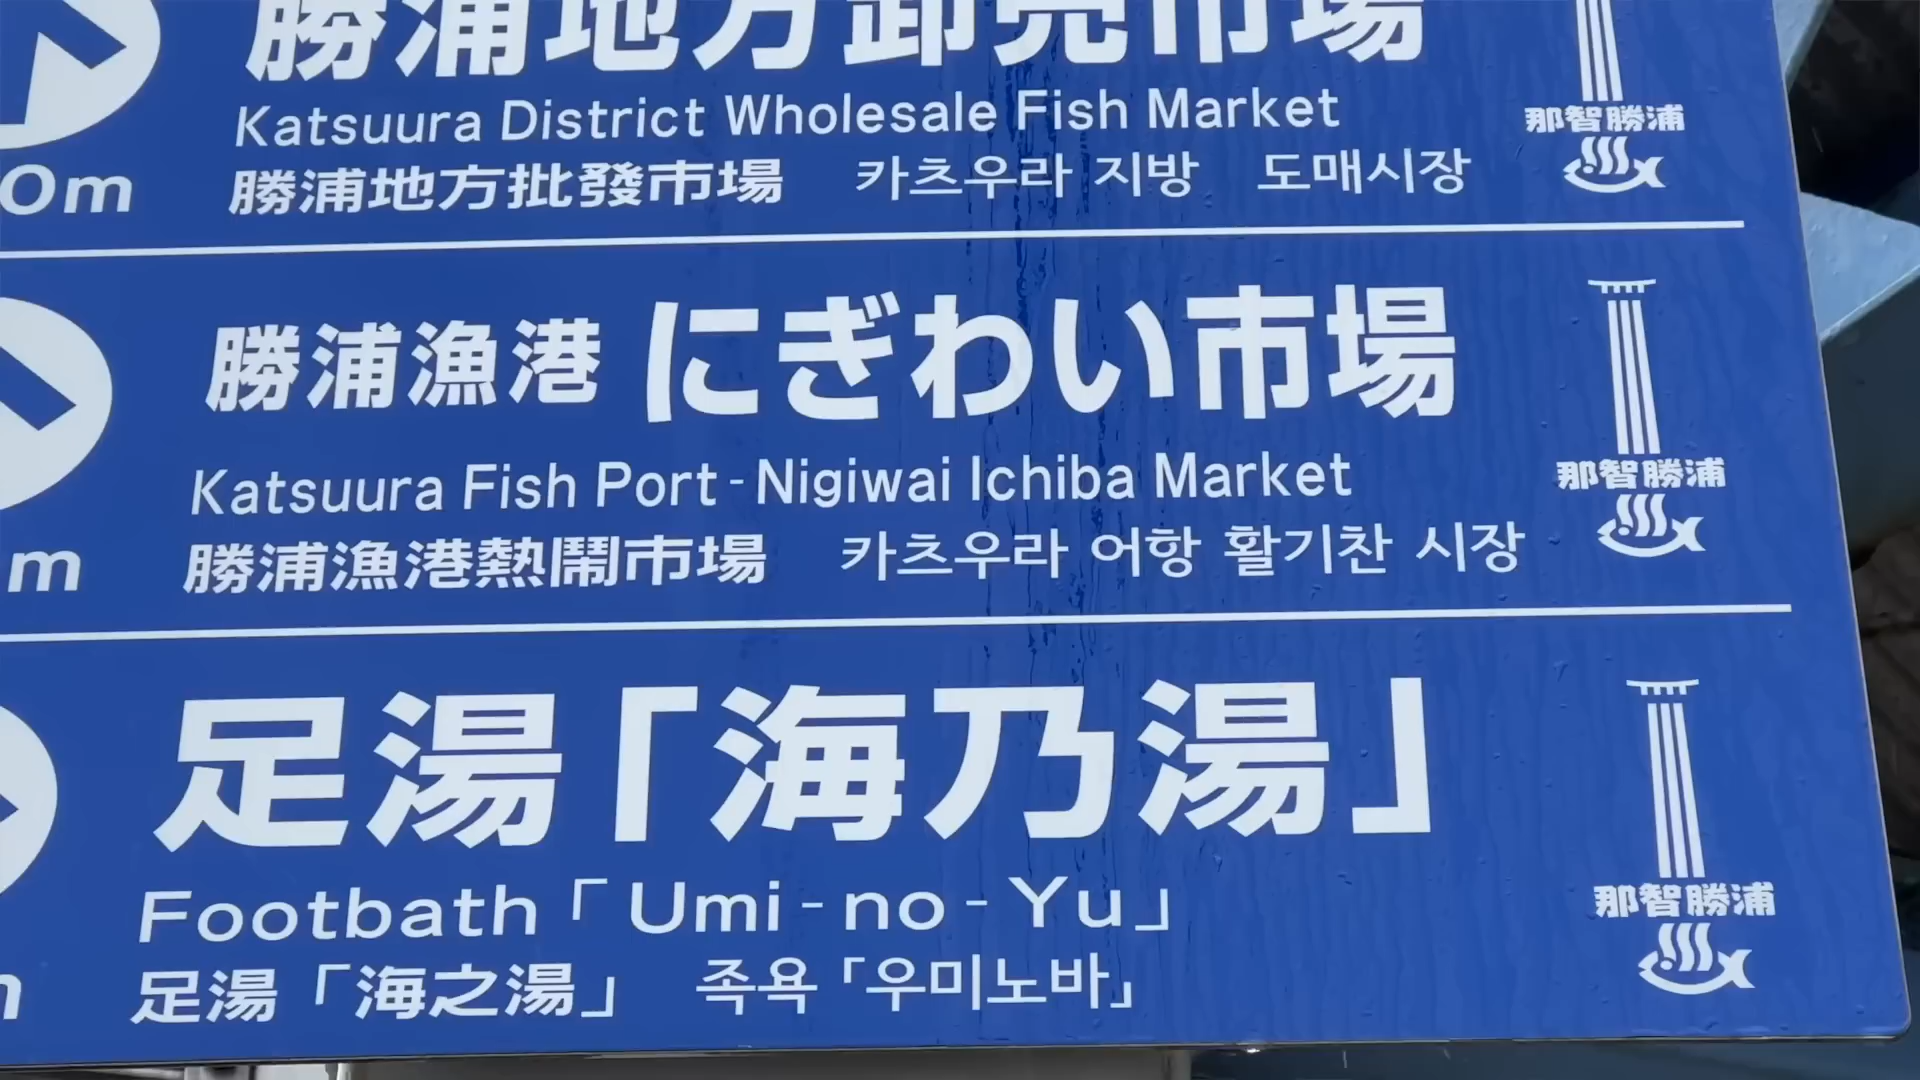 勝浦地方卸売市場
Katsuura District Wholesale Fish Market
勝浦地方批發市場 카츠우라 지방 도매시장
那智勝浦
0m
勝浦漁港 にぎわい市場
Katsuura Fish Port - Nigiwai Ichiba Market
勝浦漁港熱鬧市場 카츠우라 어항 활기찬 시장
那智勝浦
m
足湯「海乃湯」
Footbath「Umi-no-Yu」
足湯「海之湯」 족욕「우미노바」
那智勝浦